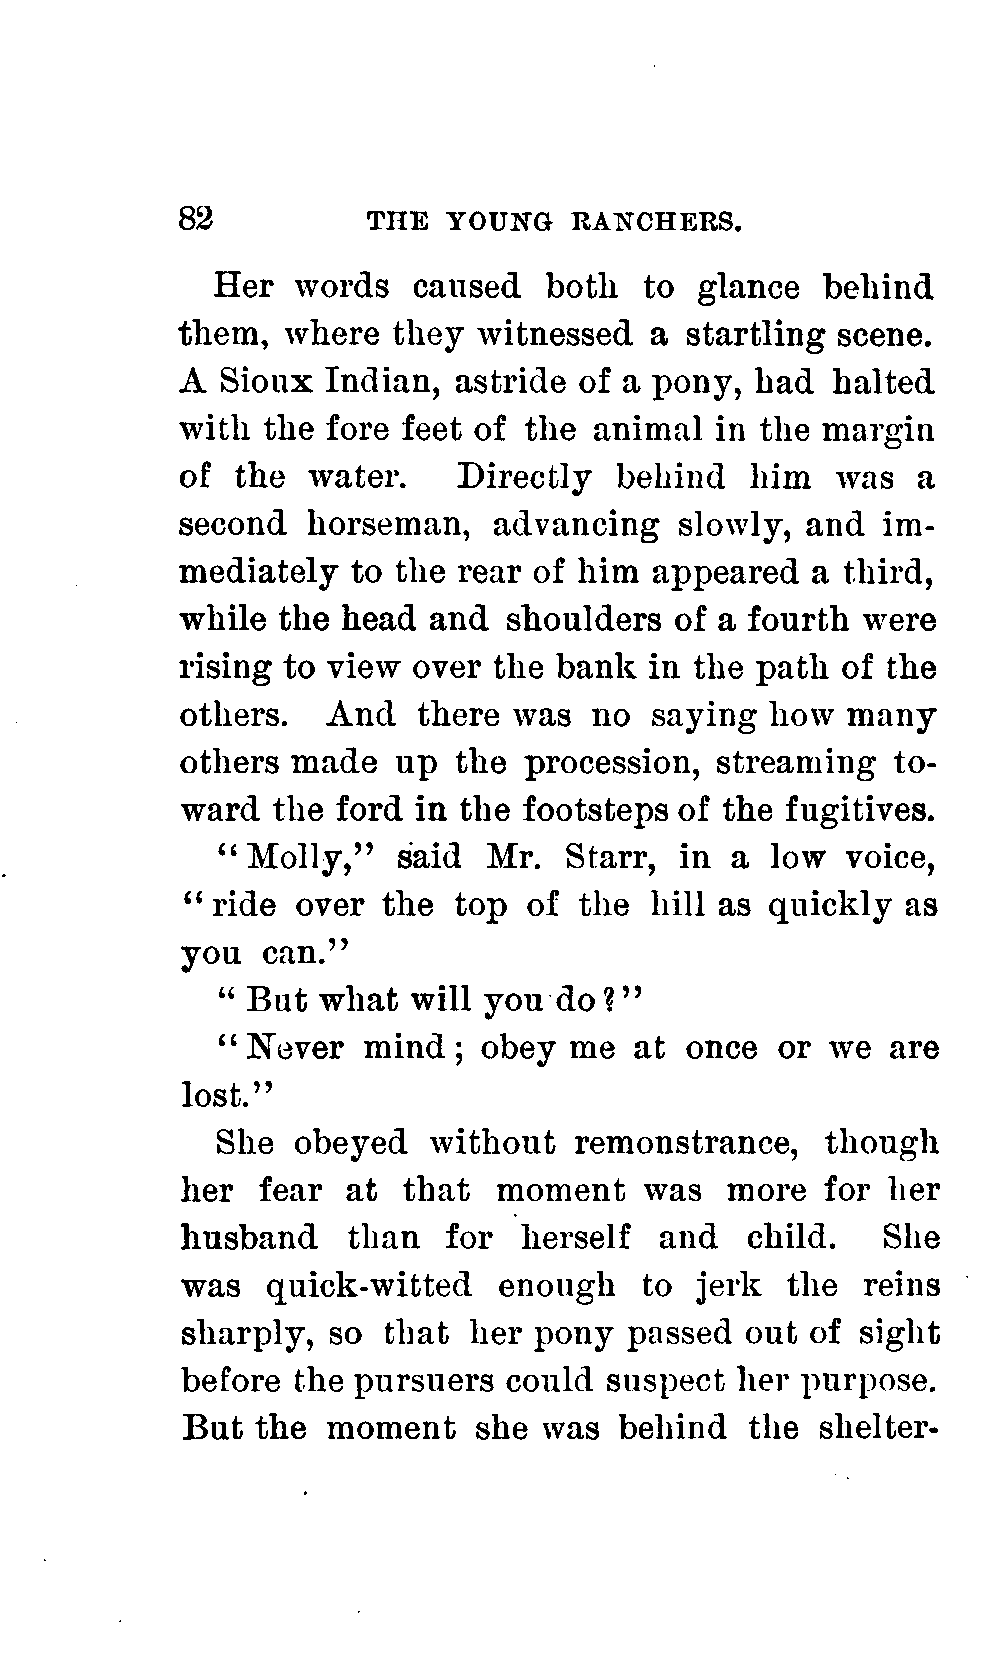 82 THE YOUNG RANCHERS.
Her words caused both to glance behind
them, where they witnessed a startling scene.
A Sioux Indian, astride of a pony, had halted
with the fore feet of the animal in the margin
of the water. Directly behind him was a
second horseman, advancing slowly, and im-
mediately to the rear of him appeared a third,
while the head and shoulders of a fourth were
rising to view over the bank in the path of the
others. And there was no saying how many
others made up the procession, streaming to-
ward the ford in the footsteps of the fugitives.
“Molly,” said Mr. Starr, in a low voice,
“ride over the top of the hill as quickly as
you can.”
“But what will you do?”
“Never mind; obey me at once or we are
lost.”
She obeyed without remonstrance, though
her fear at that moment was more for her
husband than for herself and child. She
was quick-witted enough to jerk the reins
sharply, so that her pony passed out of sight
before the pursuers could suspect her purpose.
But the moment she was behind the shelter-